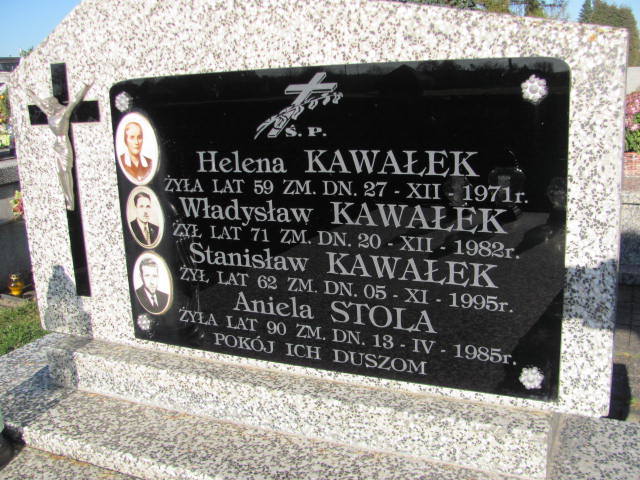 Ś. P.
Helena KAWAŁEK
ŻYŁA LAT 59 ZM. DN. 27 - XII - 1971r.
Władysław KAWAŁEK
ŻYŁ LAT 71 ZM. DN. 20 - XII - 1982r.
Stanisław KAWAŁEK
ŻYŁ LAT 62 ZM. DN. 05 - XI - 1995r.
Aniela STOLA
ŻYŁA LAT 90 ZM. DN. 13 - IV - 1985r.
POKÓJ ICH DUSZOM